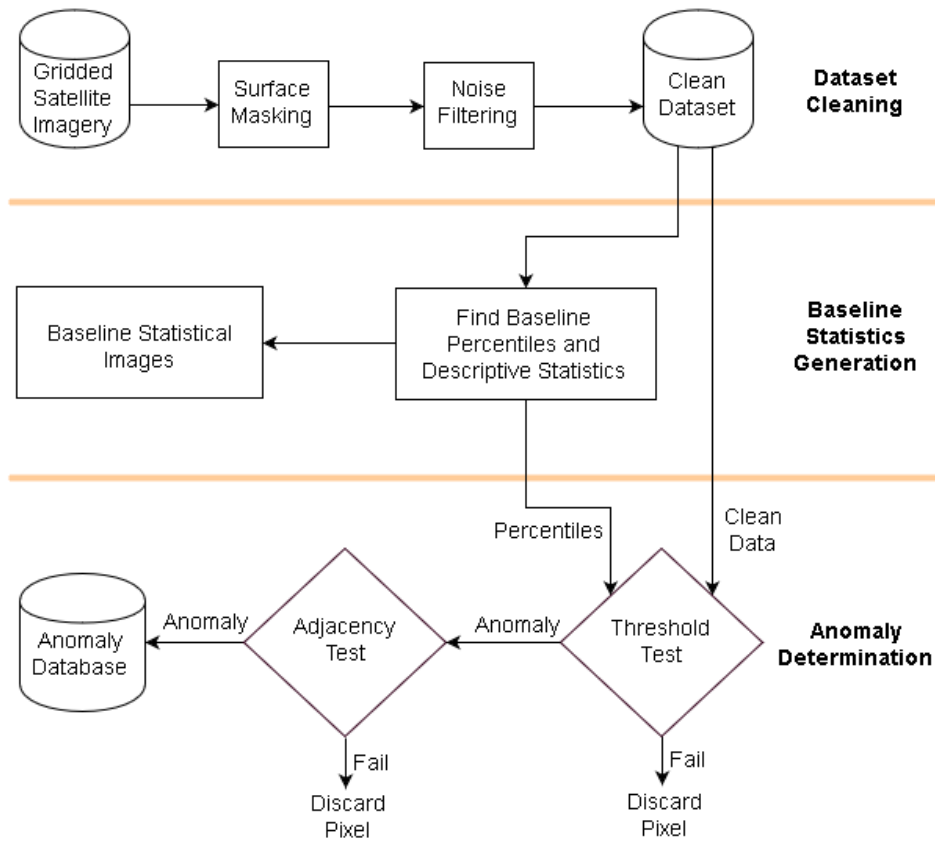 Gridded
Satellite
Imagery
Surface
Masking
Noise
Filtering
Clean
Dataset
Dataset
Cleaning
Baseline Statistical
Images
Find Baseline
Percentiles and
Descriptive Statistics
Baseline
Statistics
Generation
Percentiles
Clean
Data
Anomaly
Database
Anomaly
Adjacency
Test
Anomaly
Threshold
Test
Anomaly
Determination
Fail
Discard
Pixel
Fail
Discard
Pixel